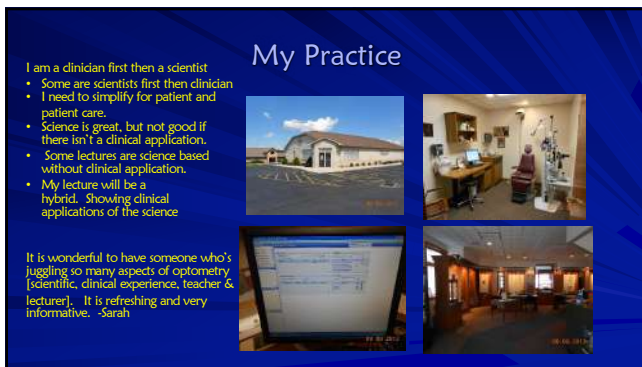 My Practice
I am a clinician first then a scientist
• Some are scientists first then clinician
• I need to simplify for patient and
patient care.
• Science is great, but not good if
there isn't a clinical application.
• Some lectures are science based
without clinical application.
• My lecture will be a
hybrid. Showing clinical
applications of the science
It is wonderful to have someone who's
juggling so many aspects of optometry
[scientific, clinical experience, teacher &
lecturer]. It is refreshing and very
informative. -Sarah